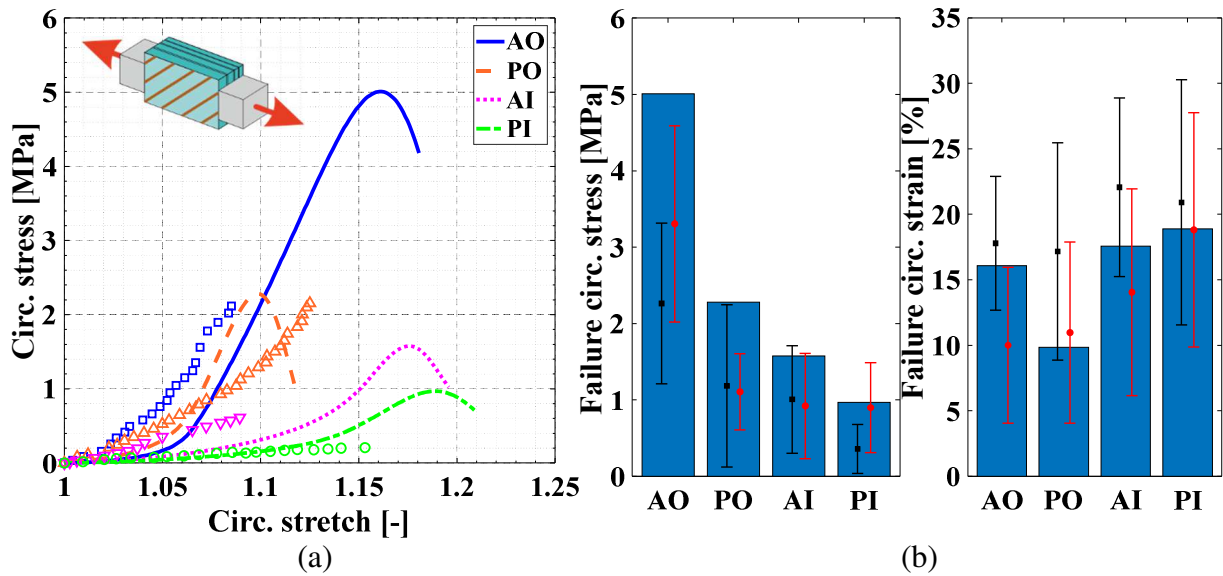 6
5
4
3
2
1
0
Circ. stress [MPa]
1
1.05
1.1
1.15
1.2
1.25
Circ. stretch [-]
AO
PO
AI
PI
(a)
6
5
4
3
2
1
0
Failure circ. stress [MPa]
AO
PO
AI
PI
35
30
25
20
15
10
5
0
Failure circ. strain [%]
AO
PO
AI
PI
(b)